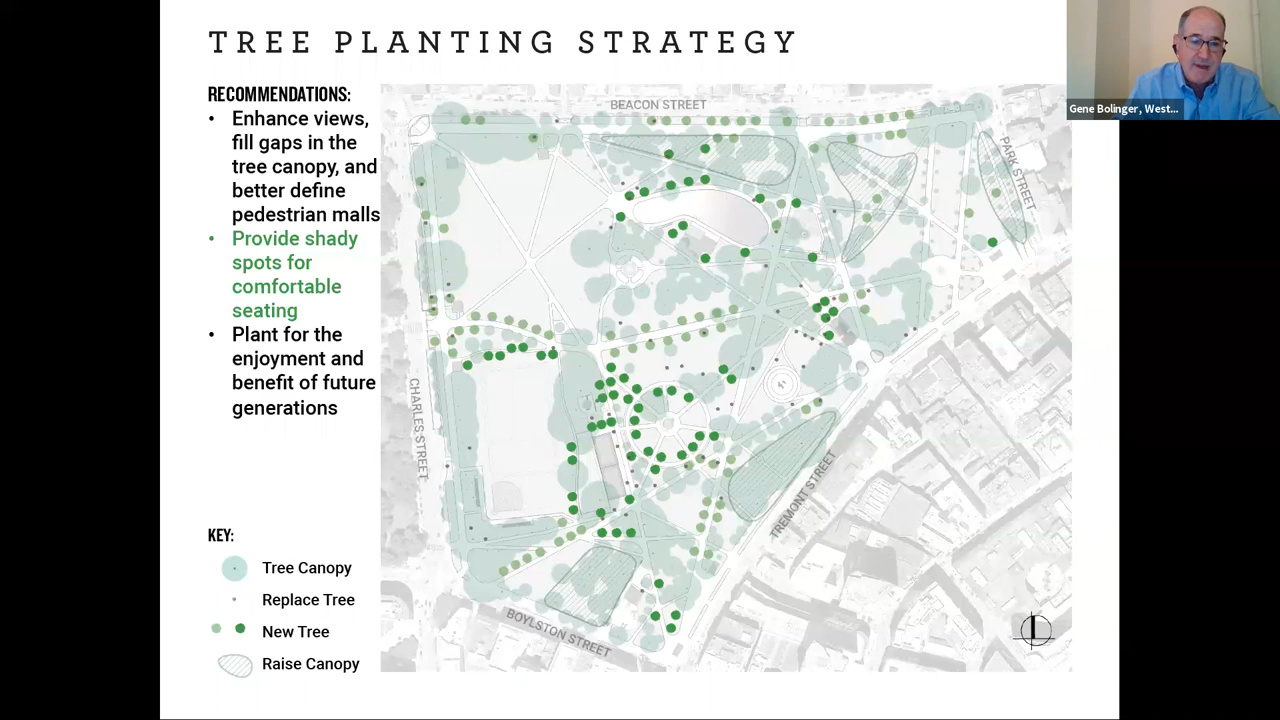 TREE PLANTING STRATEGY
RECOMMENDATIONS:
• Enhance views,
fill gaps in the
tree canopy, and
better define
pedestrian malls
• Provide shady
spots for
comfortable
seating
• Plant for the
enjoyment and
benefit of future
generations
KEY:
Tree Canopy
Replace Tree
New Tree
Raise Canopy
BEACON STREET
PARK STREET
CHARLES STREET
TREMONT STREET
BOYLSTON STREET
Gene Bolinger, West...